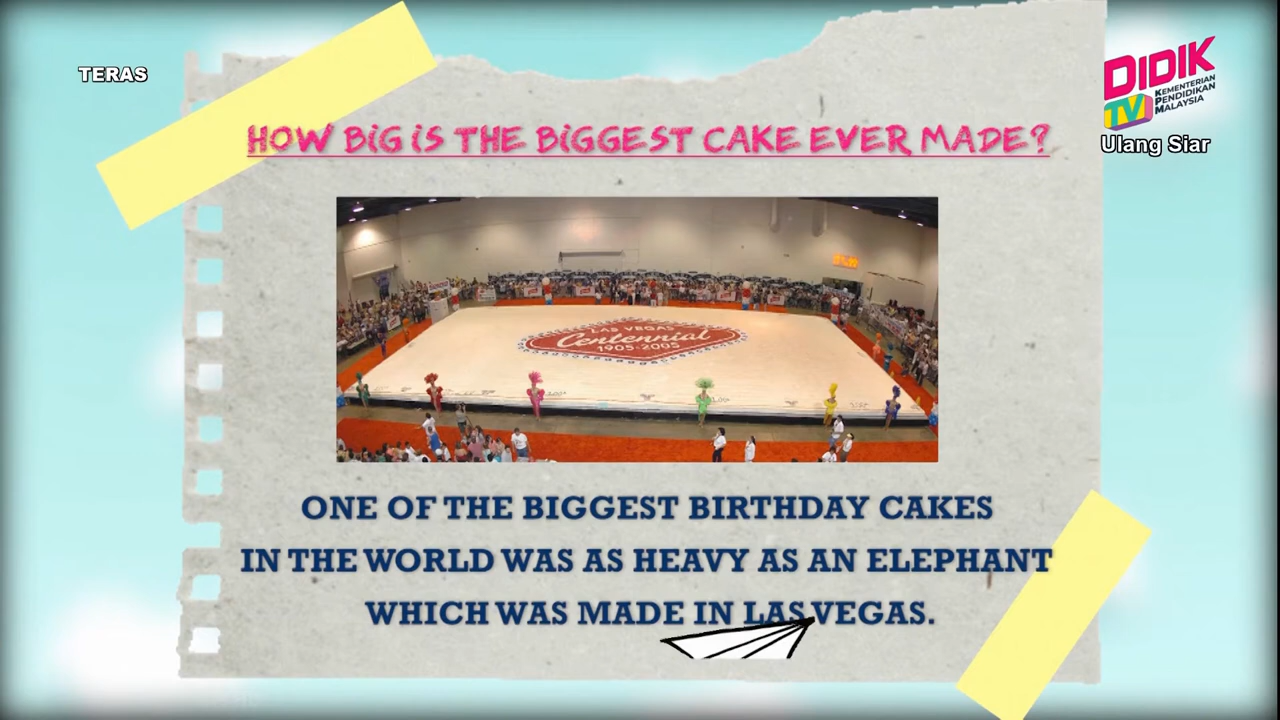 TERAS
DIDIK
TV
KEMENTERIAN
PENDIDIKAN
MALAYSIA
Ulang Siar
HOW BIG IS THE BIGGEST CAKE EVER MADE?
LAS VEGAS
Centennial
1905-2005
ONE OF THE BIGGEST BIRTHDAY CAKES
IN THE WORLD WAS AS HEAVY AS AN ELEPHANT
WHICH WAS MADE IN LAS VEGAS.